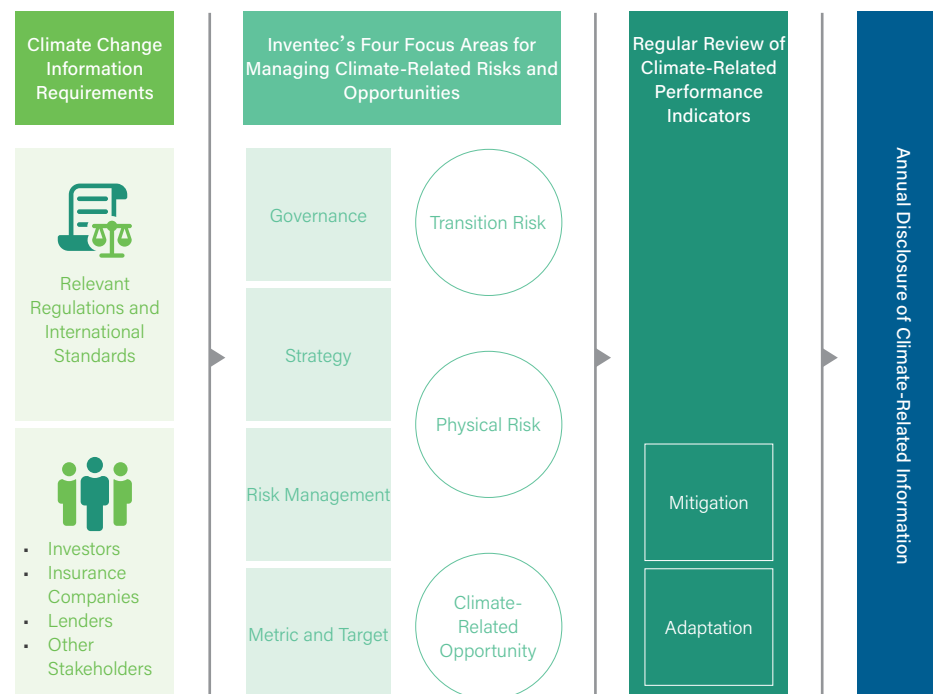 Climate Change
Information
Requirements
Relevant
Regulations and
International
Standards
▪ Investors
▪ Insurance
Companies
▪ Lenders
▪ Other
Stakeholders
Inventec's Four Focus Areas for
Managing Climate-Related Risks and
Opportunities
Governance
Strategy
Risk Management
Metric and Target
Transition Risk
Physical Risk
Climate-
Related
Opportunity
Regular Review of
Climate-Related
Performance
Indicators
Mitigation
Adaptation
Annual Disclosure of Climate-Related Information